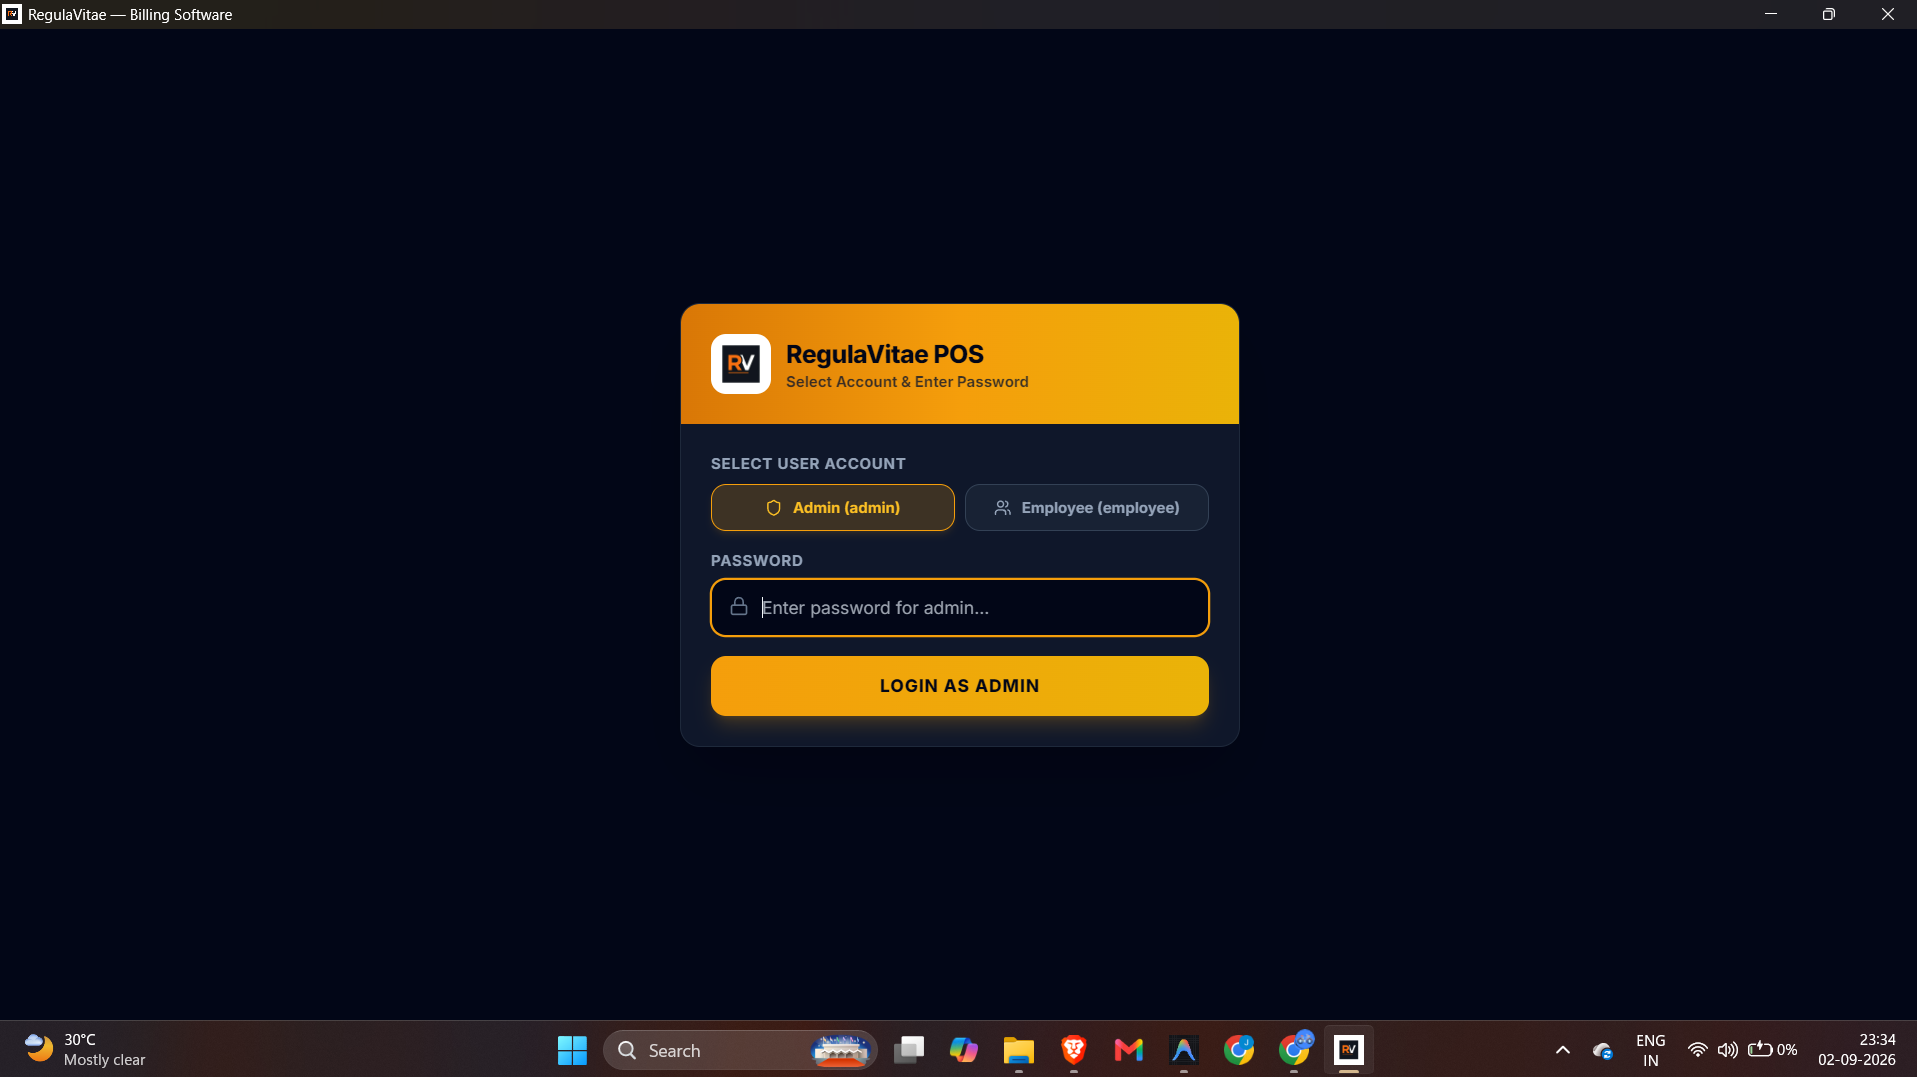 RegulaVitae — Billing Software
RV
RegulaVitae POS
Select Account & Enter Password
SELECT USER ACCOUNT
Admin (admin)
Employee (employee)
PASSWORD
Enter password for admin...
LOGIN AS ADMIN
30°C
Mostly clear
Search
RV
ENG
IN
0%
23:34
02-09-2026